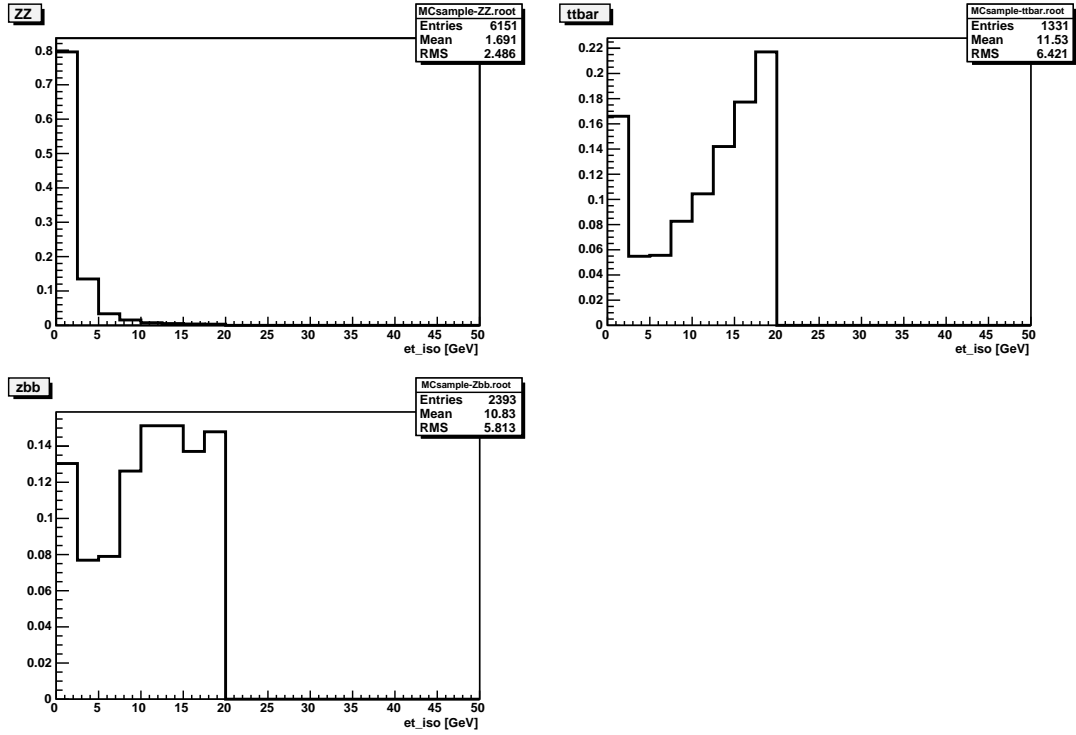 ZZ
MCsample-ZZ.root
Entries 6151
Mean 1.691
RMS 2.486
0.8
0.7
0.6
0.5
0.4
0.3
0.2
0.1
0
0 5 10 15 20 25 30 35 40 45 50
et_iso [GeV]
ttbar
MCsample-ttbar.root
Entries 1331
Mean 11.53
RMS 6.421
0.22
0.2
0.18
0.16
0.14
0.12
0.1
0.08
0.06
0.04
0.02
0
0 5 10 15 20 25 30 35 40 45 50
et_iso [GeV]
zbb
MCsample-Zbb.root
Entries 2393
Mean 10.83
RMS 5.813
0.14
0.12
0.1
0.08
0.06
0.04
0.02
0
0 5 10 15 20 25 30 35 40 45 50
et_iso [GeV]